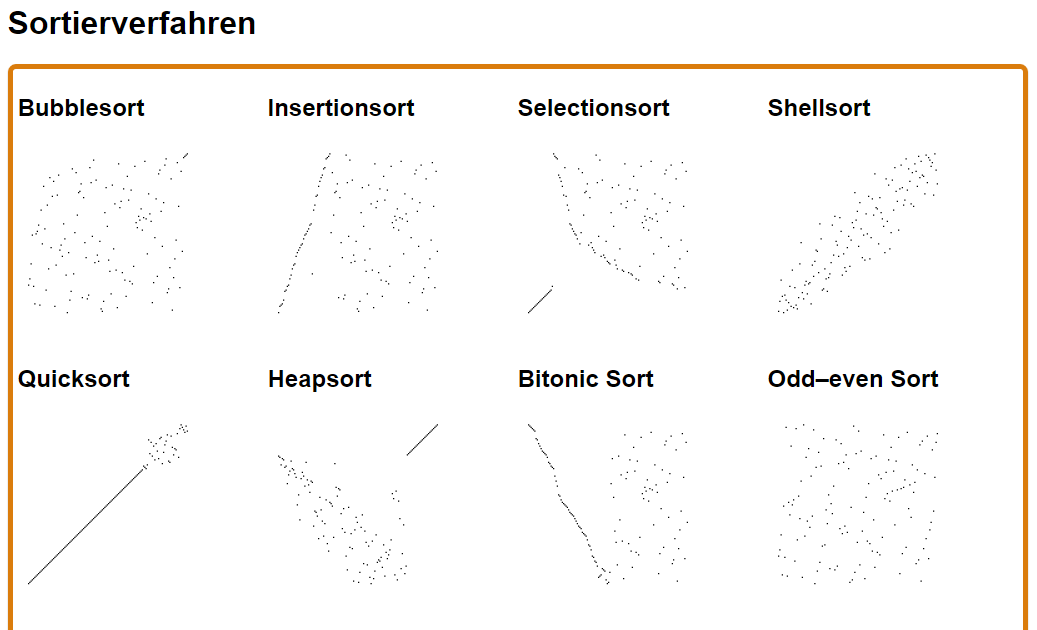 Sortierverfahren
Bubblesort Insertionsort Selectionsort Shellsort
Quicksort Heapsort Bitonic Sort Odd–even Sort